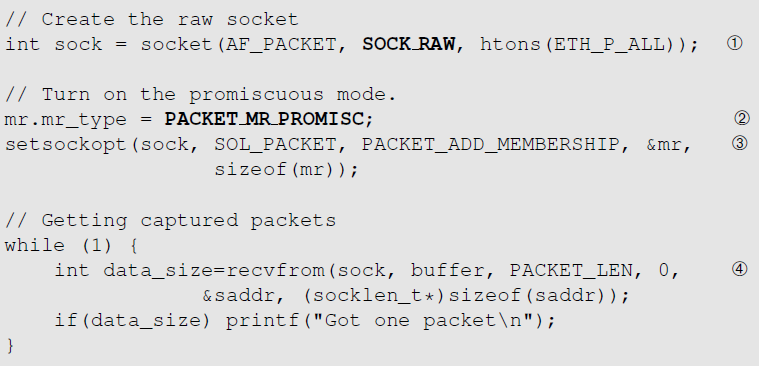 // Create the raw socket
int sock = socket(AF_PACKET, SOCK_RAW, htons(ETH_P_ALL)); ①
// Turn on the promiscuous mode.
mr.mr_type = PACKET_MR_PROMISC; ②
setsockopt(sock, SOL_PACKET, PACKET_ADD_MEMBERSHIP, &mr, ③
sizeof(mr));
// Getting captured packets
while (1) {
int data_size=recvfrom(sock, buffer, PACKET_LEN, 0, ④
&saddr, (socklen_t*)sizeof(saddr));
if(data_size) printf("Got one packet\n");
}